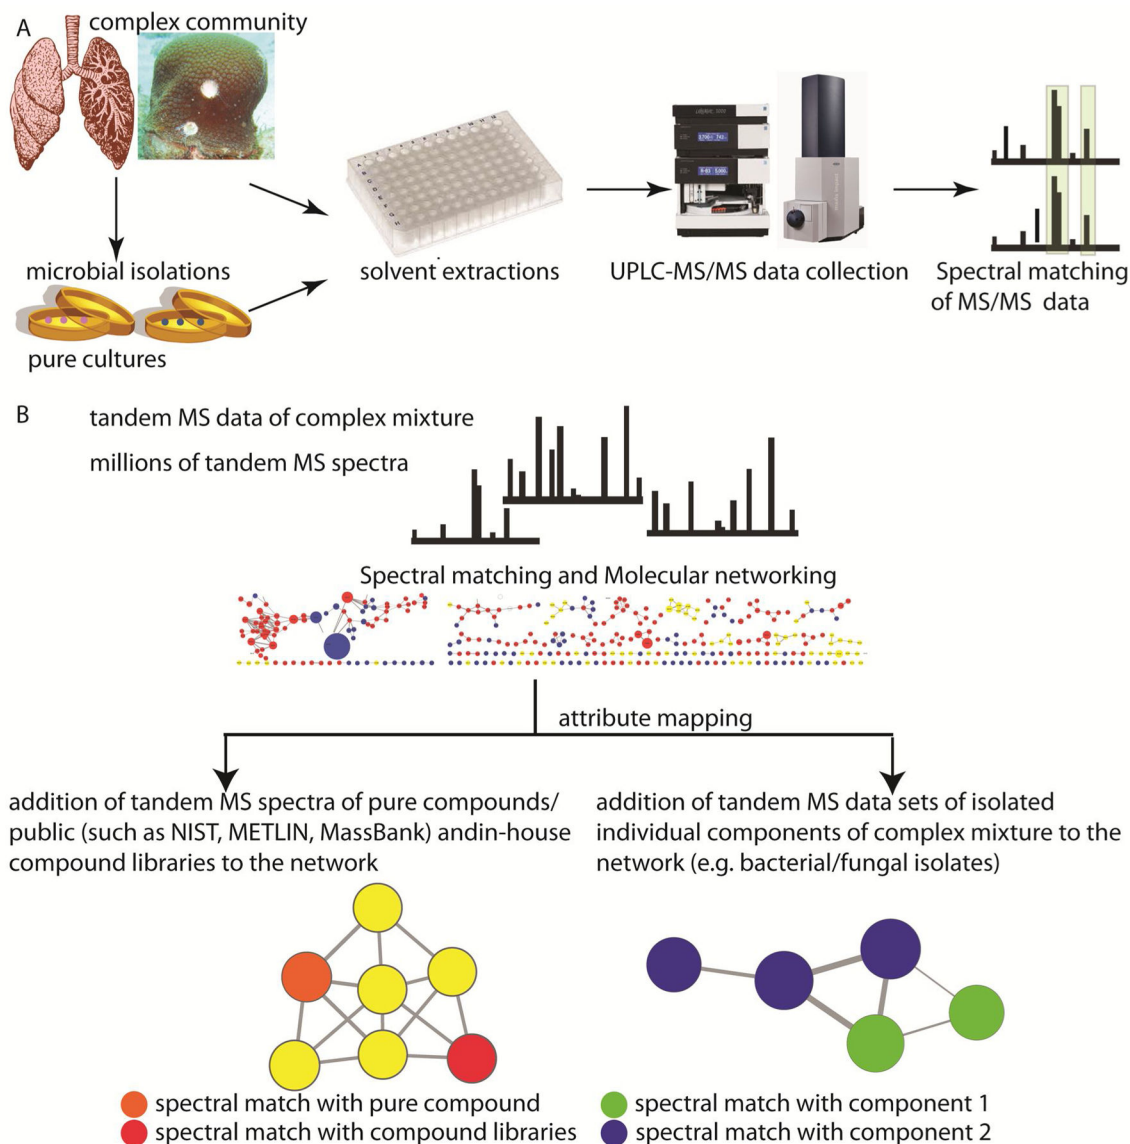 A
complex community
microbial isolations
pure cultures
solvent extractions
UPLC-MS/MS data collection
Spectral matching
of MS/MS data
B
tandem MS data of complex mixture
millions of tandem MS spectra
Spectral matching and Molecular networking
attribute mapping
addition of tandem MS spectra of pure compounds/
public (such as NIST, METLIN, MassBank) andin-house
compound libraries to the network
addition of tandem MS data sets of isolated
individual components of complex mixture to the
network (e.g. bacterial/fungal isolates)
spectral match with pure compound
spectral match with compound libraries
spectral match with component 1
spectral match with component 2